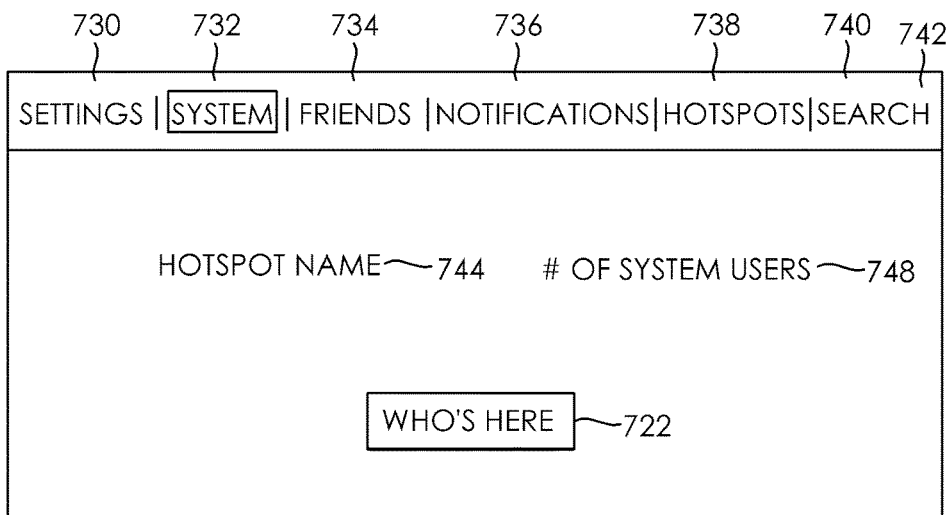 730 732 734 736 738 740 742
SETTINGS | SYSTEM | FRIENDS | NOTIFICATIONS | HOTSPOTS | SEARCH
HOTSPOT NAME 744 # OF SYSTEM USERS 748
WHO'S HERE 722